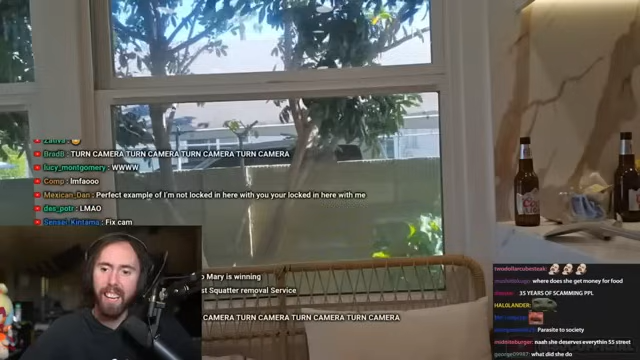 BradB: TURN CAMERA TURN CAMERA TURN CAMERA TURN CAMERA
lucy_montgomery: WWWW
Comp: lmfaooo
Mexican_Dan: Perfect example of I'm not locked in here with you your locked in here with me
des_potr: LMAO
Sensei_Kintama: Fix cam
Mary is winning
Squatter removal Service
CAMERA TURN CAMERA TURN CAMERA TURN CAMERA
where does she get money for food
35 YEARS OF SCAMMING PPL
HALOLANDER:
Parasite to society
naah she deserves everythin 55 street
what did she do